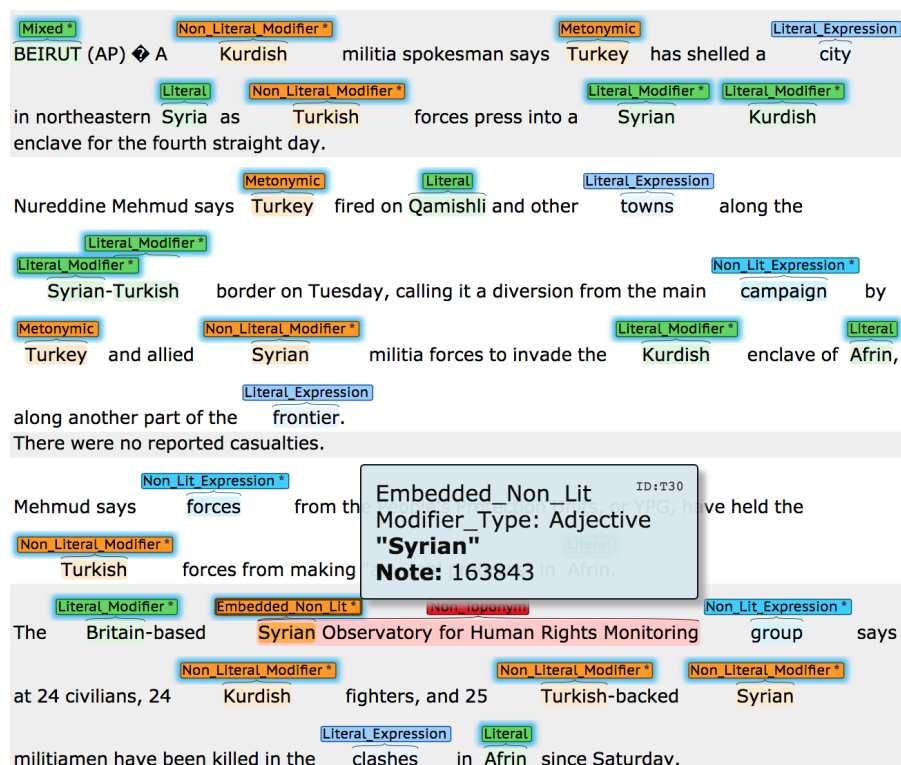 Mixed * Non_Literal_Modifier * Metonymic Literal_Expression
BEIRUT (AP) � A Kurdish militia spokesman says Turkey has shelled a city
Literal Non_Literal_Modifier * Literal_Modifier * Literal_Modifier *
in northeastern Syria as Turkish forces press into a Syrian Kurdish
enclave for the fourth straight day.
Metonymic Literal Literal_Expression
Nureddine Mehmud says Turkey fired on Qamishli and other towns along the
Literal_Modifier *
Literal_Modifier * Non_Lit_Expression *
Syrian-Turkish border on Tuesday, calling it a diversion from the main campaign by
Metonymic Non_Literal_Modifier * Literal_Modifier * Literal
Turkey and allied Syrian militia forces to invade the Kurdish enclave of Afrin,
Literal_Expression
along another part of the frontier.
There were no reported casualties.
Non_Lit_Expression *
Mehmud says forces from the People's Protection Units, or YPG, have held the
Embedded_Non_Lit ID:T30
Modifier_Type: Adjective
"Syrian"
Note: 163843
Non_Literal_Modifier * Literal
Turkish forces from making in Afrin.
Literal_Modifier * Embedded_Non_Lit * Non_Toponym Non_Lit_Expression *
The Britain-based Syrian Observatory for Human Rights Monitoring group says
Non_Literal_Modifier * Non_Literal_Modifier * Non_Literal_Modifier *
at 24 civilians, 24 Kurdish fighters, and 25 Turkish-backed Syrian
Literal_Expression Literal
militiamen have been killed in the clashes in Afrin since Saturday.